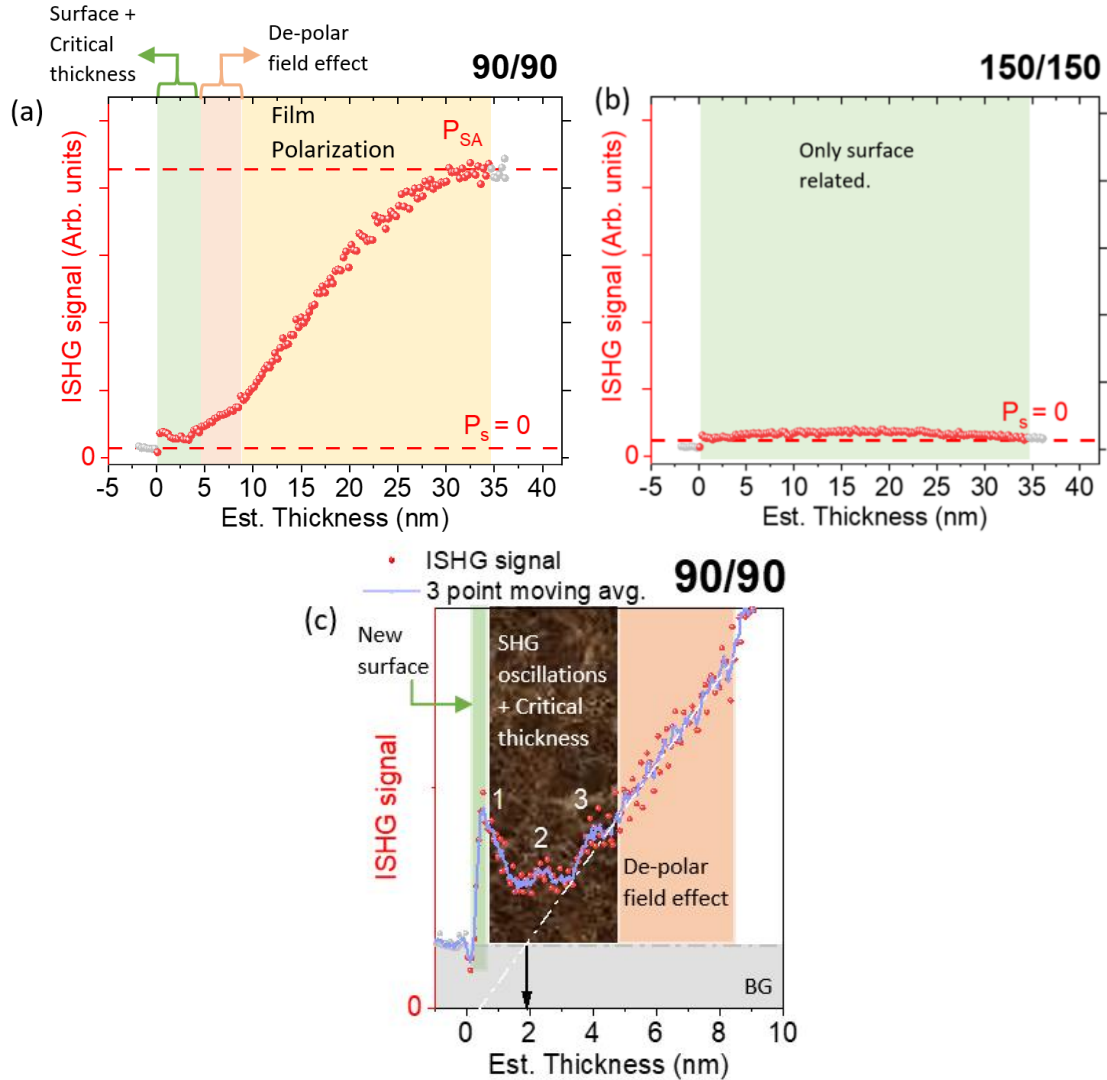 Surface +
Critical
thickness
De-polar
field effect
90/90
150/150
(a)
Film
Polarization
P_SA
P_s = 0
ISHG signal (Arb. units)
0
-5 0 5 10 15 20 25 30 35 40
Est. Thickness (nm)
(b)
Only surface
related.
P_s = 0
ISHG signal (Arb. units)
0
-5 0 5 10 15 20 25 30 35 40
Est. Thickness (nm)
ISHG signal
3 point moving avg.
90/90
(c)
New
surface
SHG
oscillations
+ Critical
thickness
1
2
3
De-polar
field effect
BG
ISHG signal
0
0 2 4 6 8 10
Est. Thickness (nm)